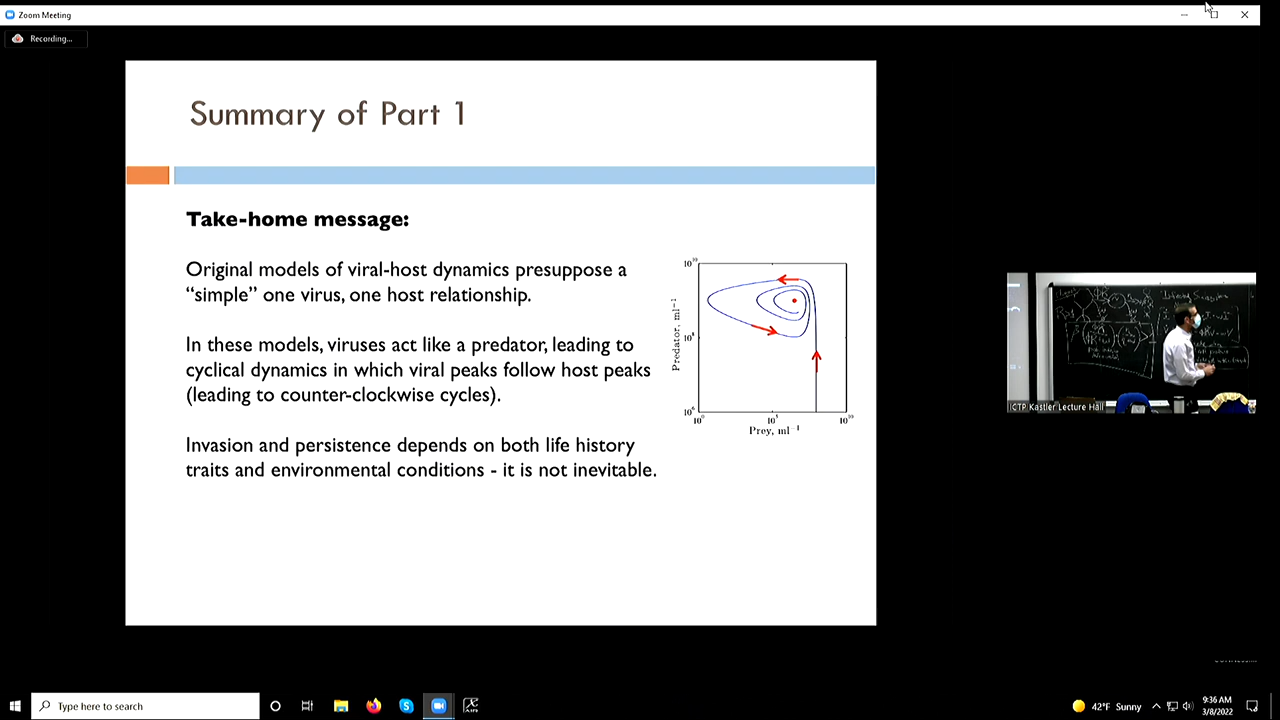 Zoom Meeting
Recording...
Summary of Part 1
Take-home message:
Original models of viral-host dynamics presuppose a
“simple” one virus, one host relationship.
In these models, viruses act like a predator, leading to
cyclical dynamics in which viral peaks follow host peaks
(leading to counter-clockwise cycles).
Invasion and persistence depends on both life history
traits and environmental conditions - it is not inevitable.
Predator, ml⁻¹
Prey, ml⁻¹
ICTP Kastler Lecture Hall
Type here to search
42°F Sunny
9:36 AM
3/8/2022